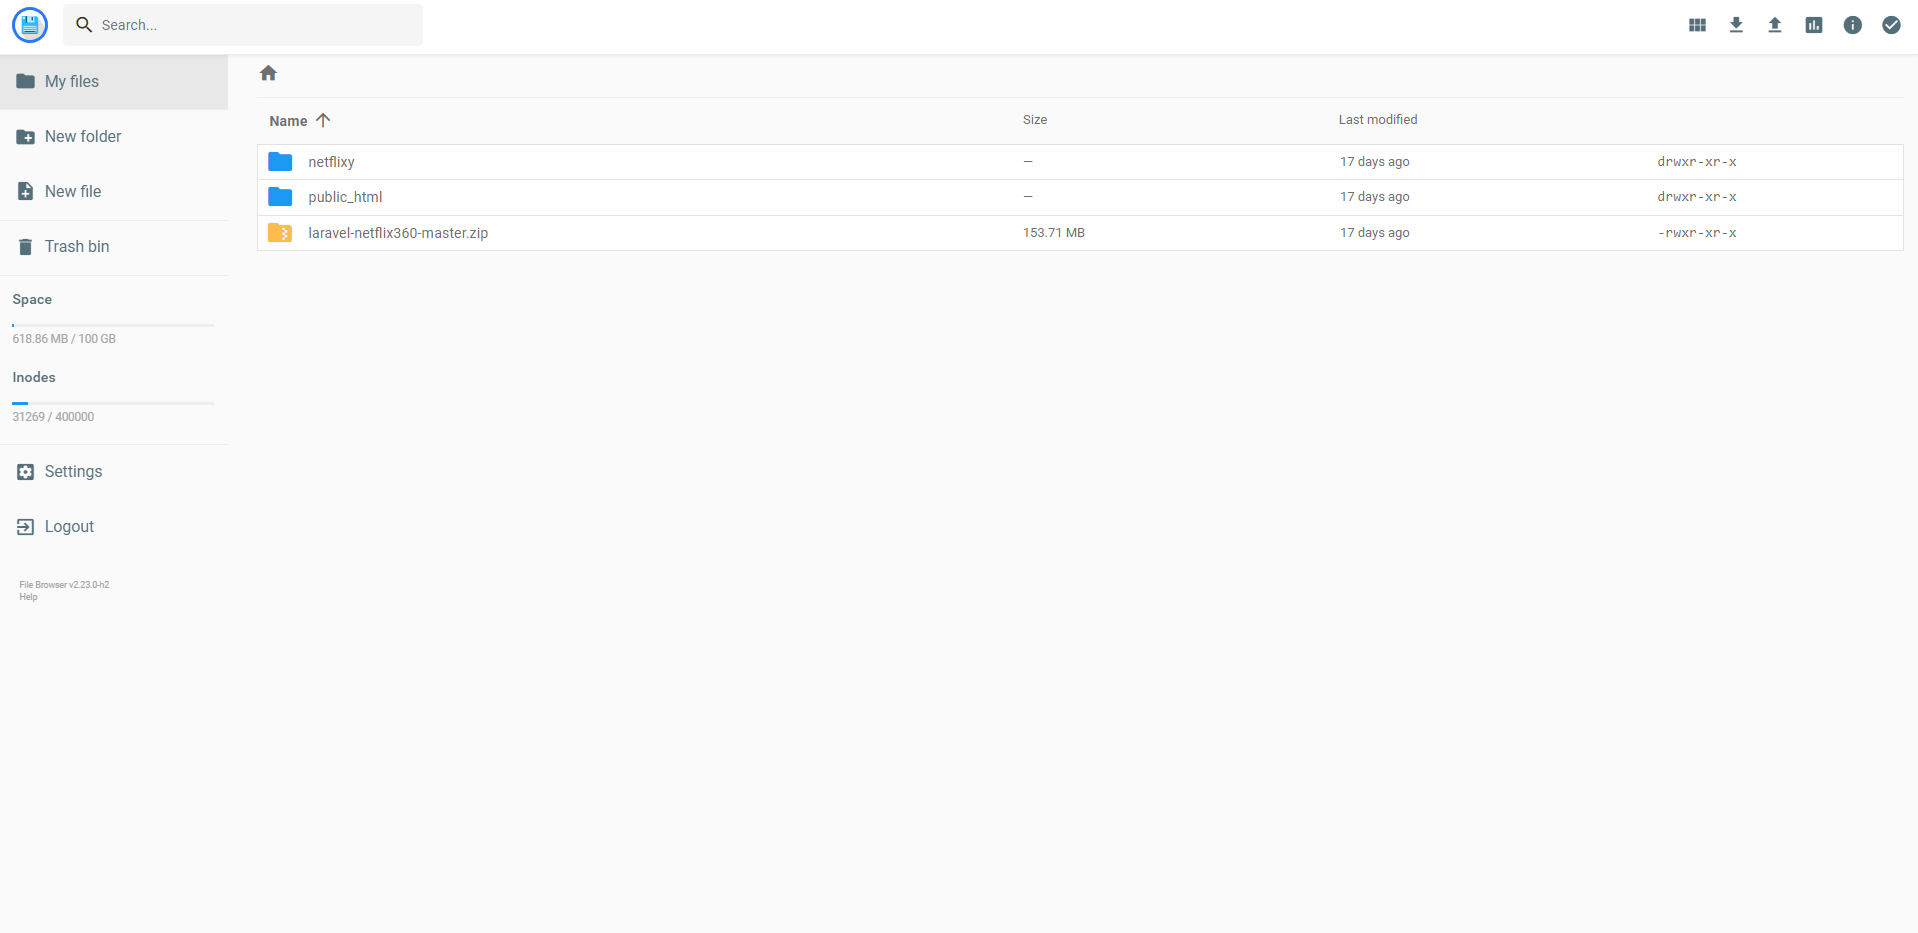 Search...
My files
New folder
New file
Trash bin
Space
618.86 MB / 100 GB
Inodes
31269 / 400000
Settings
Logout
File Browser v2.23.0-h2
Help
Name Size Last modified
netflixy — 17 days ago drwxr-xr-x
public_html — 17 days ago drwxr-xr-x
laravel-netflix360-master.zip 153.71 MB 17 days ago -rwxr-xr-x